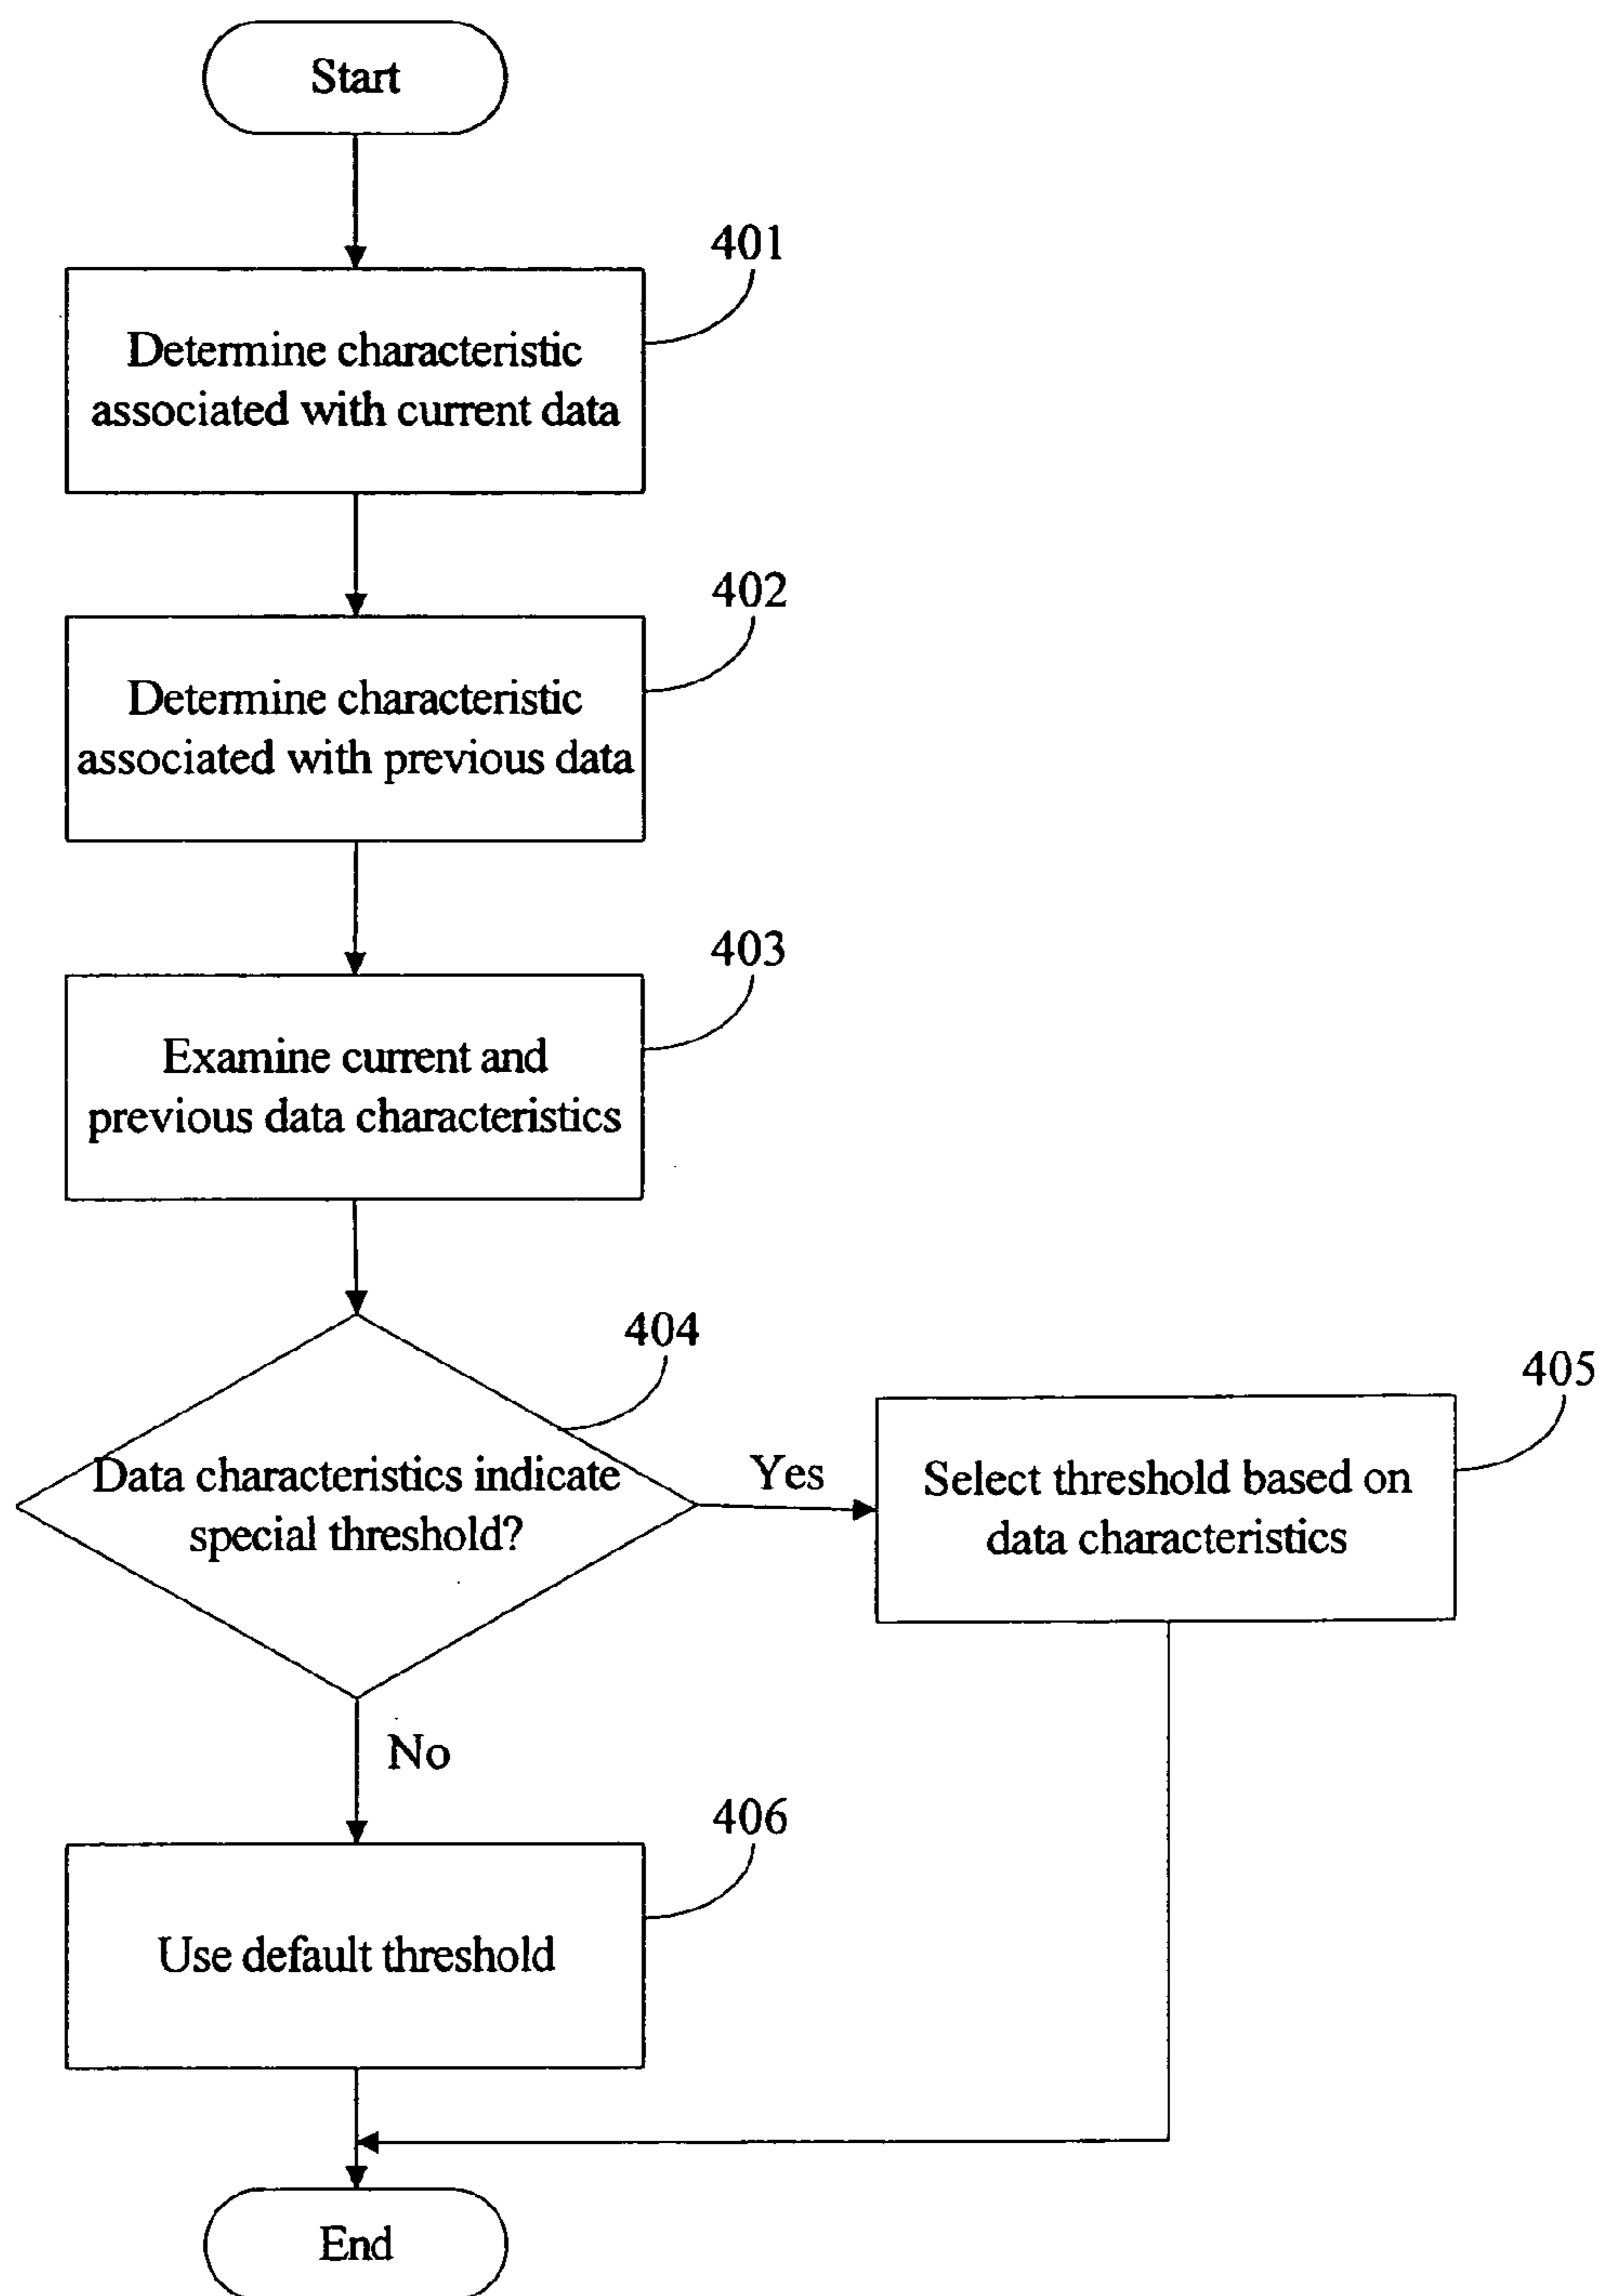 Start
401
Determine characteristic
associated with current data
402
Determine characteristic
associated with previous data
403
Examine current and
previous data characteristics
404
Data characteristics indicate
special threshold?
Yes
405
Select threshold based on
data characteristics
No
406
Use default threshold
End